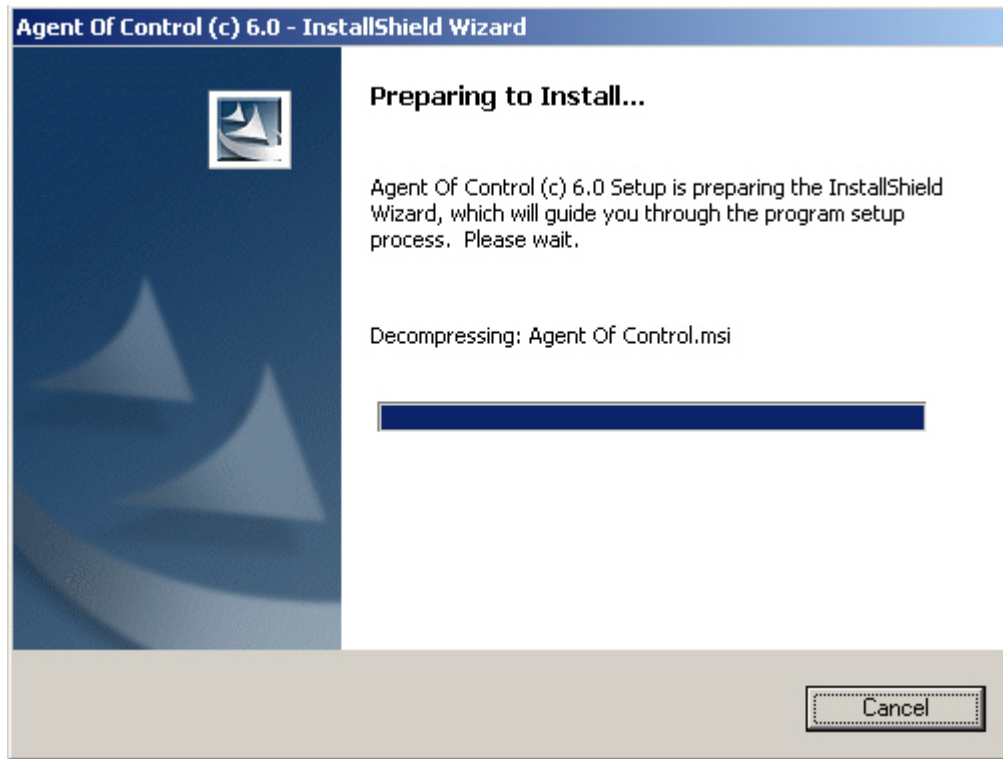 Agent Of Control (c) 6.0 - InstallShield Wizard
Preparing to Install...
Agent Of Control (c) 6.0 Setup is preparing the InstallShield
Wizard, which will guide you through the program setup
process.  Please wait.
Decompressing: Agent Of Control.msi
Cancel